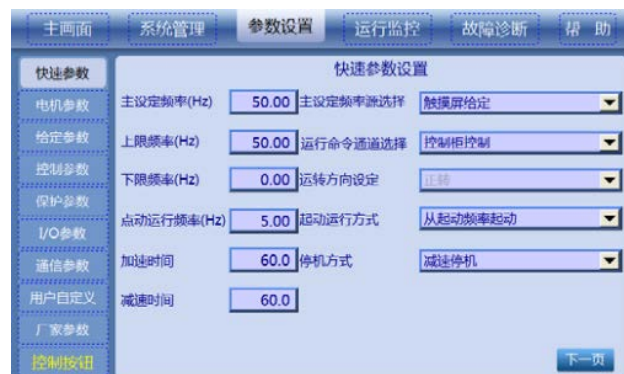 主画面 系统管理 参数设置 运行监控 故障诊断 帮 助
快速参数设置
快速参数
电机参数
给定参数
控制参数
保护参数
I/O参数
通信参数
用户自定义
厂家参数
控制按钮
主设定频率(Hz) 50.00 主设定频率源选择 触摸屏给定
上限频率(Hz) 50.00 运行命令通道选择 控制柜控制
下限频率(Hz) 0.00 运转方向设定 正转
点动运行频率(Hz) 5.00 起动运行方式 从起动频率起动
加速时间 60.0 停机方式 减速停机
减速时间 60.0
下一页